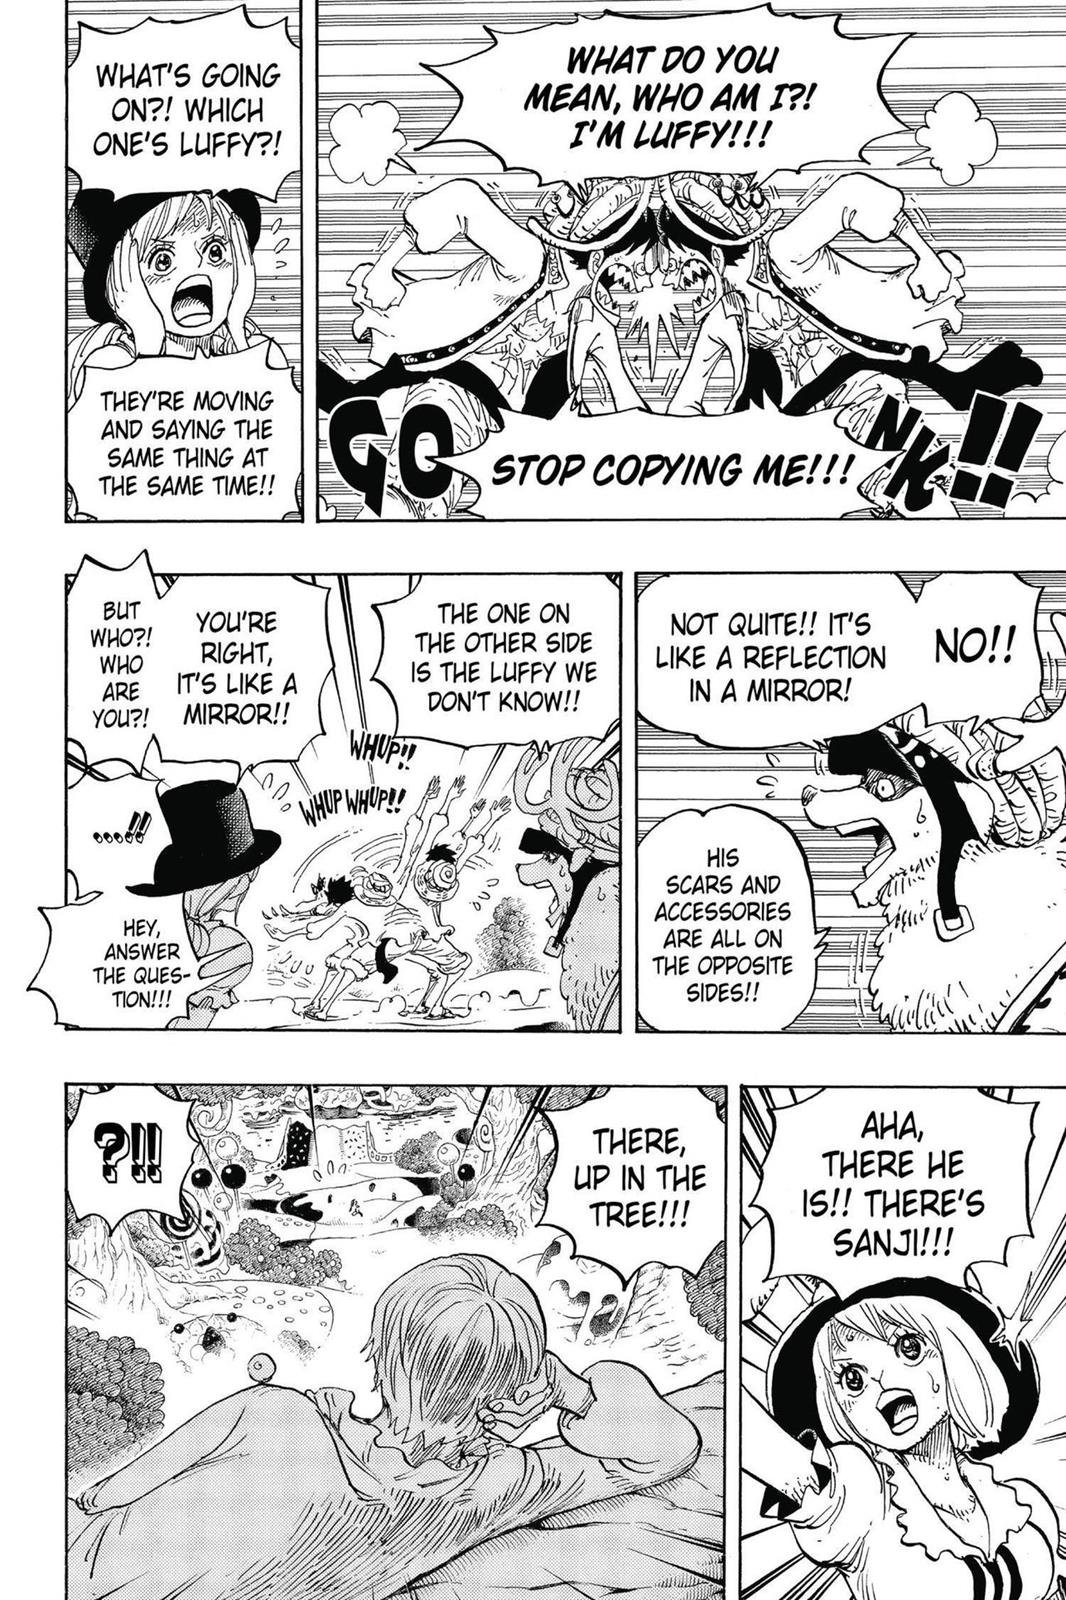 WHAT DO YOU
MEAN, WHO AM I?!
I'M LUFFY!!!
GO
NK!!
STOP COPYING ME!!!
WHAT'S GOING
ON?! WHICH
ONE'S LUFFY?!
THEY'RE MOVING
AND SAYING THE
SAME THING AT
THE SAME TIME!!
NO!!
NOT QUITE!! IT'S
LIKE A REFLECTION
IN A MIRROR!
HIS
SCARS AND
ACCESSORIES
ARE ALL ON
THE OPPOSITE
SIDES!!
THE ONE ON
THE OTHER SIDE
IS THE LUFFY WE
DON'T KNOW!!
WHUP!!
WHUP WHUP!!
YOU'RE
RIGHT,
IT'S LIKE A
MIRROR!!
BUT
WHO?!
WHO
ARE
YOU?!
...!!
HEY,
ANSWER
THE QUES-
TION!!!
AHA,
THERE HE
IS!! THERE'S
SANJI!!!
THERE,
UP IN THE
TREE!!!
?!!